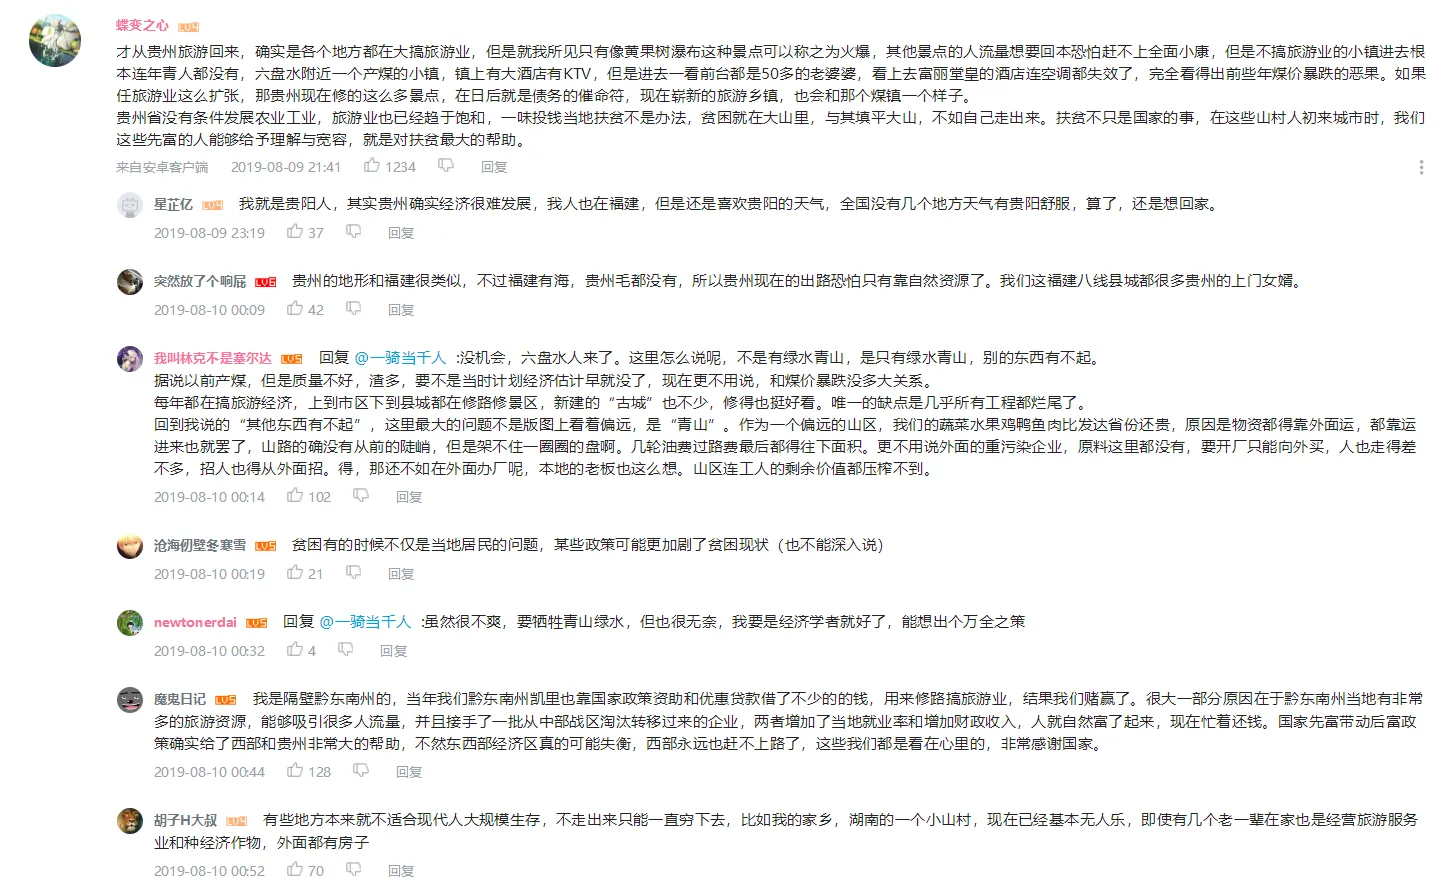 蝶变之心 LV4
才从贵州旅游回来，确实是各个地方都在大搞旅游业，但是就我所见只有像黄果树瀑布这种景点可以称之为火爆，其他景点的人流量想要回本恐怕赶不上全面小康，但是不搞旅游业的小镇进去根
本连年青人都没有，六盘水附近一个产煤的小镇，镇上有大酒店有KTV，但是进去一看前台都是50多的老婆婆，看上去富丽堂皇的酒店连空调都失效了，完全看得出前些年煤价暴跌的恶果。如果
任旅游业这么扩张，那贵州现在修的这么多景点，在日后就是债务的催命符，现在崭新的旅游乡镇，也会和那个煤镇一个样子。
贵州省没有条件发展农业工业，旅游业也已经趋于饱和，一味投钱当地扶贫不是办法，贫困就在大山里，与其填平大山，不如自己走出来。扶贫不只是国家的事，在这些山村人初来城市时，我们
这些先富的人能够给予理解与宽容，就是对扶贫最大的帮助。
来自安卓客户端 2019-08-09 21:41 1234 回复
星芷亿 LV4 我就是贵阳人，其实贵州确实经济很难发展，我人也在福建，但是还是喜欢贵阳的天气，全国没有几个地方天气有贵阳舒服，算了，还是想回家。
2019-08-09 23:19 37 回复
突然放了个响屁 LV6 贵州的地形和福建很类似，不过福建有海，贵州毛都没有，所以贵州现在的出路恐怕只有靠自然资源了。我们这福建八线县城都很多贵州的上门女婿。
2019-08-10 00:09 42 回复
我叫林克不是塞尔达 LV5 回复 @一骑当千人 :没机会，六盘水人来了。这里怎么说呢，不是有绿水青山，是只有绿水青山，别的东西有不起。
据说以前产煤，但是质量不好，渣多，要不是当时计划经济估计早就没了，现在更不用说，和煤价暴跌没多大关系。
每年都在搞旅游经济，上到市区下到县城都在修路修景区，新建的“古城”也不少，修得也挺好看。唯一的缺点是几乎所有工程都烂尾了。
回到我说的“其他东西有不起”，这里最大的问题不是版图上看着偏远，是“青山”。作为一个偏远的山区，我们的蔬菜水果鸡鸭鱼肉比发达省份还贵，原因是物资都得靠外面运，都靠运
进来也就罢了，山路的确没有从前的陡峭，但是架不住一圈圈的盘啊。几轮油费过路费最后都得往下面积。更不用说外面的重污染企业，原料这里都没有，要开厂只能向外买，人也走得差
不多，招人也得从外面招。得，那还不如在外面办厂呢，本地的老板也这么想。山区连工人的剩余价值都压榨不到。
2019-08-10 00:14 102 回复
沧海仞壁冬寒雪 LV5 贫困有的时候不仅是当地居民的问题，某些政策可能更加剧了贫困现状（也不能深入说）
2019-08-10 00:19 21 回复
newtonerdai LV5 回复 @一骑当千人 :虽然很不爽，要牺牲青山绿水，但也很无奈，我要是经济学者就好了，能想出个万全之策
2019-08-10 00:32 4 回复
魔鬼日记 LV5 我是隔壁黔东南州的，当年我们黔东南州凯里也靠国家政策资助和优惠贷款借了不少的的钱，用来修路搞旅游业，结果我们赌赢了。很大一部分原因在于黔东南州当地有非常
多的旅游资源，能够吸引很多人流量，并且接手了一批从中部战区淘汰转移过来的企业，两者增加了当地就业率和增加财政收入，人就自然富了起来，现在忙着还钱。国家先富带动后富政
策确实给了西部和贵州非常大的帮助，不然东西部经济区真的可能失衡，西部永远也赶不上路了，这些我们都是看在心里的，非常感谢国家。
2019-08-10 00:44 128 回复
胡子H大叔 LV4 有些地方本来就不适合现代人大规模生存，不走出来只能一直穷下去，比如我的家乡，湖南的一个小山村，现在已经基本无人乐，即使有几个老一辈在家也是经营旅游服务
业和种经济作物，外面都有房子
2019-08-10 00:52 70 回复